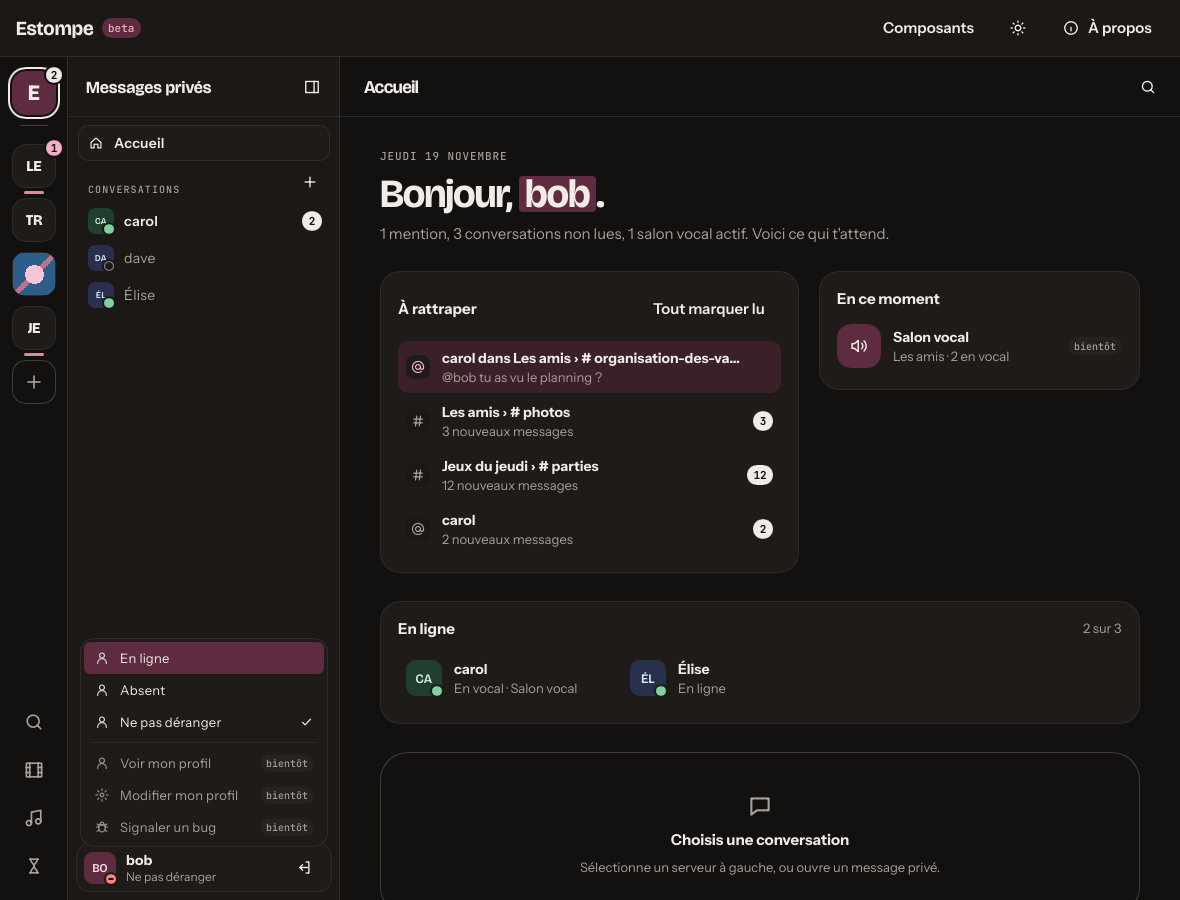 Estompe beta
Composants
À propos
E 2
LE 1
TR
JE
Messages privés
Accueil
CONVERSATIONS
CA carol 2
DA dave
ÉL Élise
En ligne
Absent
Ne pas déranger
Voir mon profil bientôt
Modifier mon profil bientôt
Signaler un bug bientôt
BO bob
Ne pas déranger
Accueil
JEUDI 19 NOVEMBRE
Bonjour, bob.
1 mention, 3 conversations non lues, 1 salon vocal actif. Voici ce qui t'attend.
À rattraper Tout marquer lu
carol dans Les amis › # organisation-des-va...
@bob tu as vu le planning ?
Les amis › # photos
3 nouveaux messages
3
Jeux du jeudi › # parties
12 nouveaux messages
12
carol
2 nouveaux messages
2
En ce moment
Salon vocal
Les amis · 2 en vocal
bientôt
En ligne 2 sur 3
CA carol
En vocal · Salon vocal
ÉL Élise
En ligne
Choisis une conversation
Sélectionne un serveur à gauche, ou ouvre un message privé.